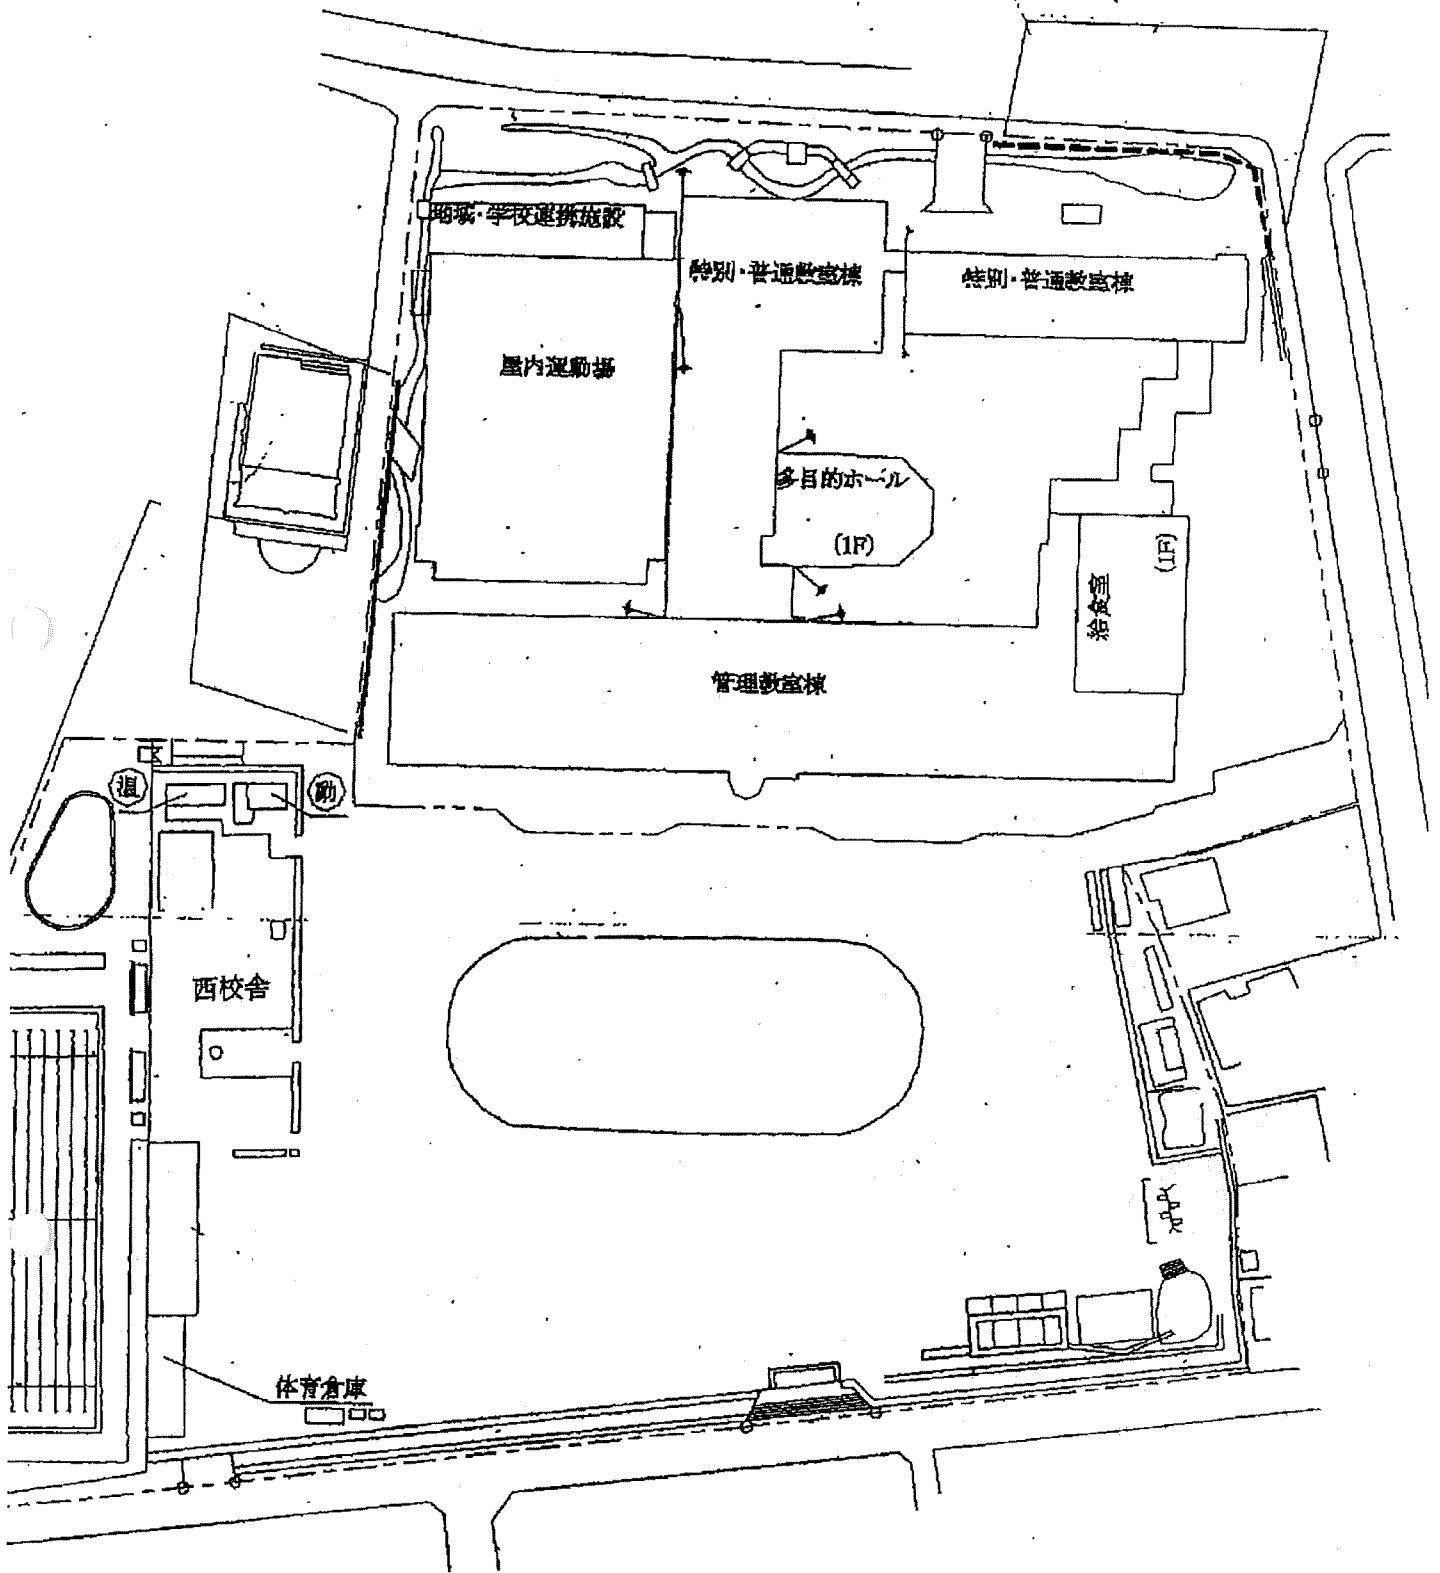 地域・学校連携施設
特別・普通教室棟
特別・普通教室棟
屋内運動場
多目的ホール
(1F)
(1F)
給食室
管理教室棟
温
動
西校舎
体育倉庫